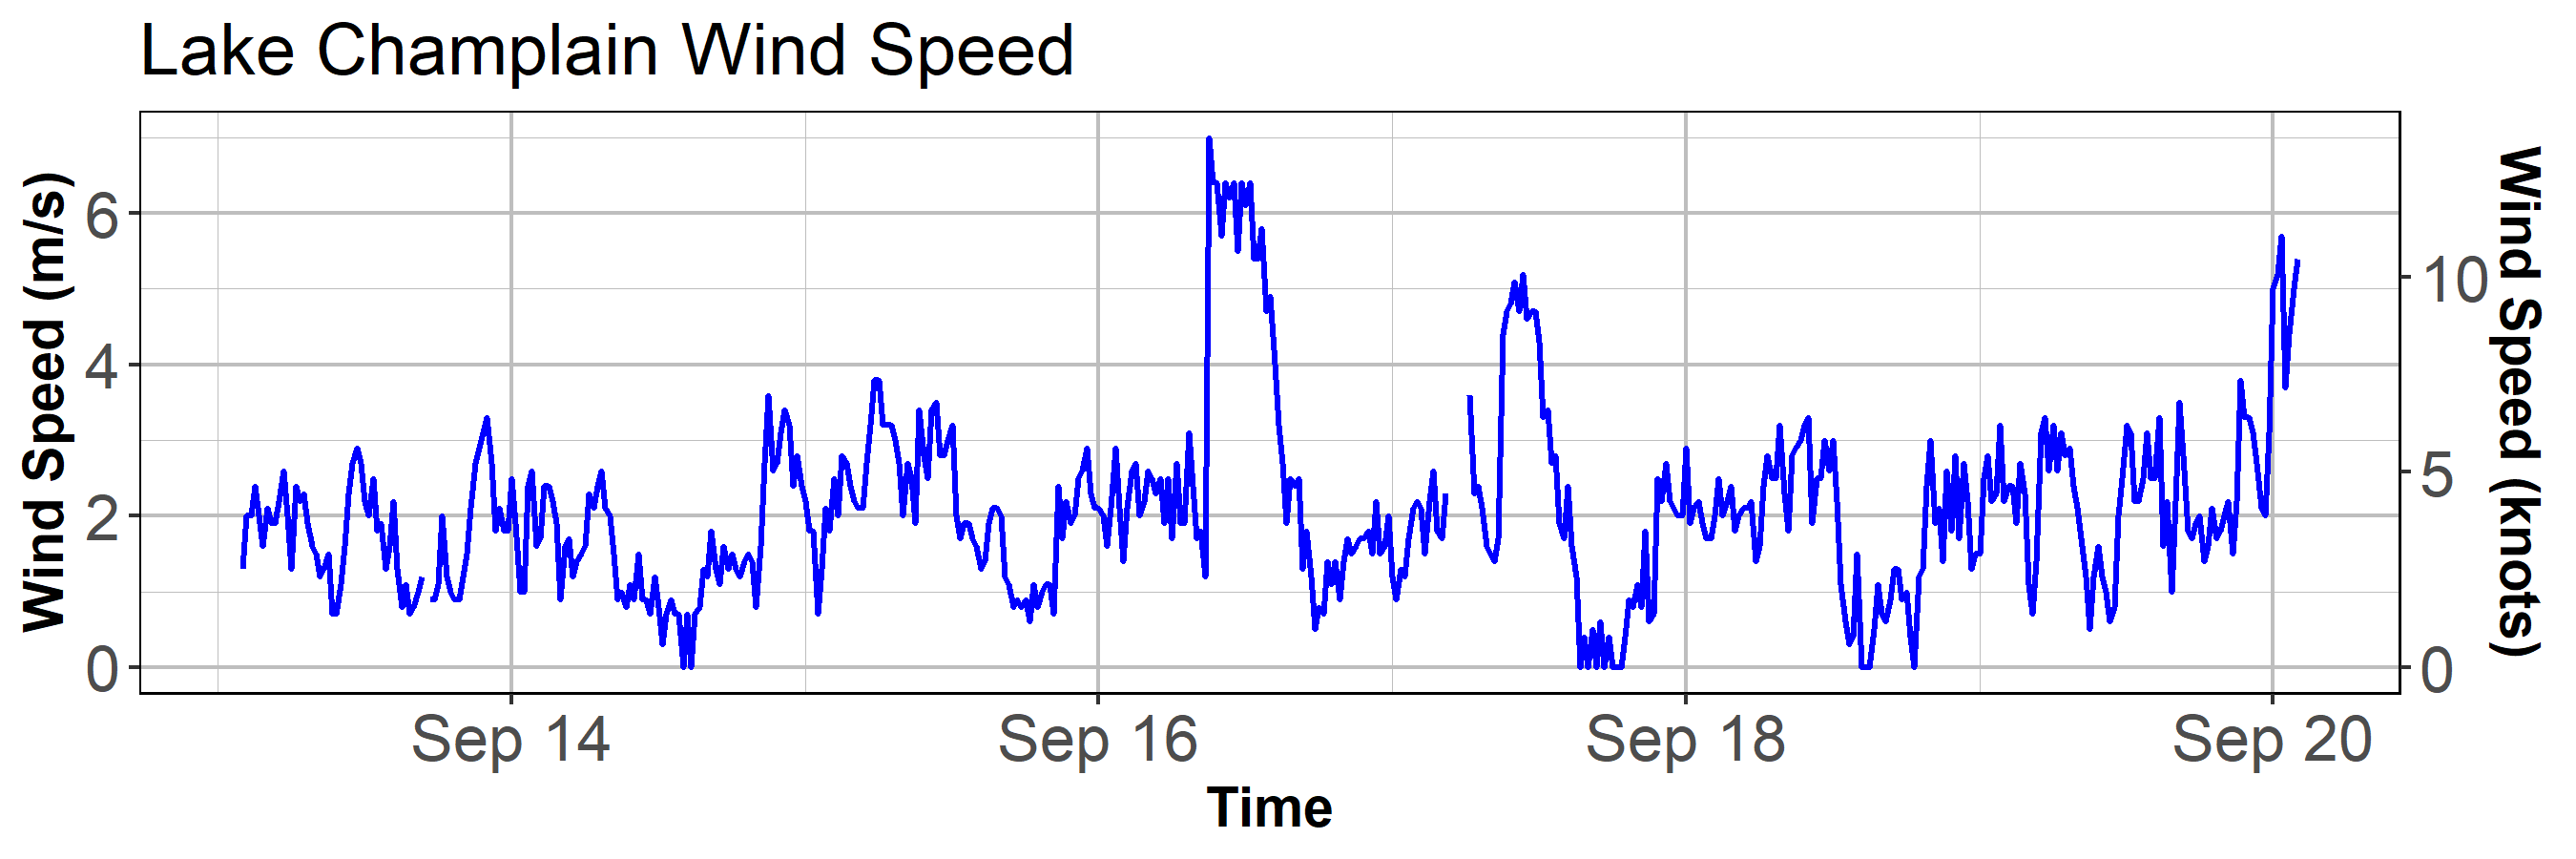 Lake Champlain Wind Speed
Wind Speed (m/s)
6
4
2
0
Wind Speed (knots)
10
5
0
Sep 14
Sep 16
Sep 18
Sep 20
Time